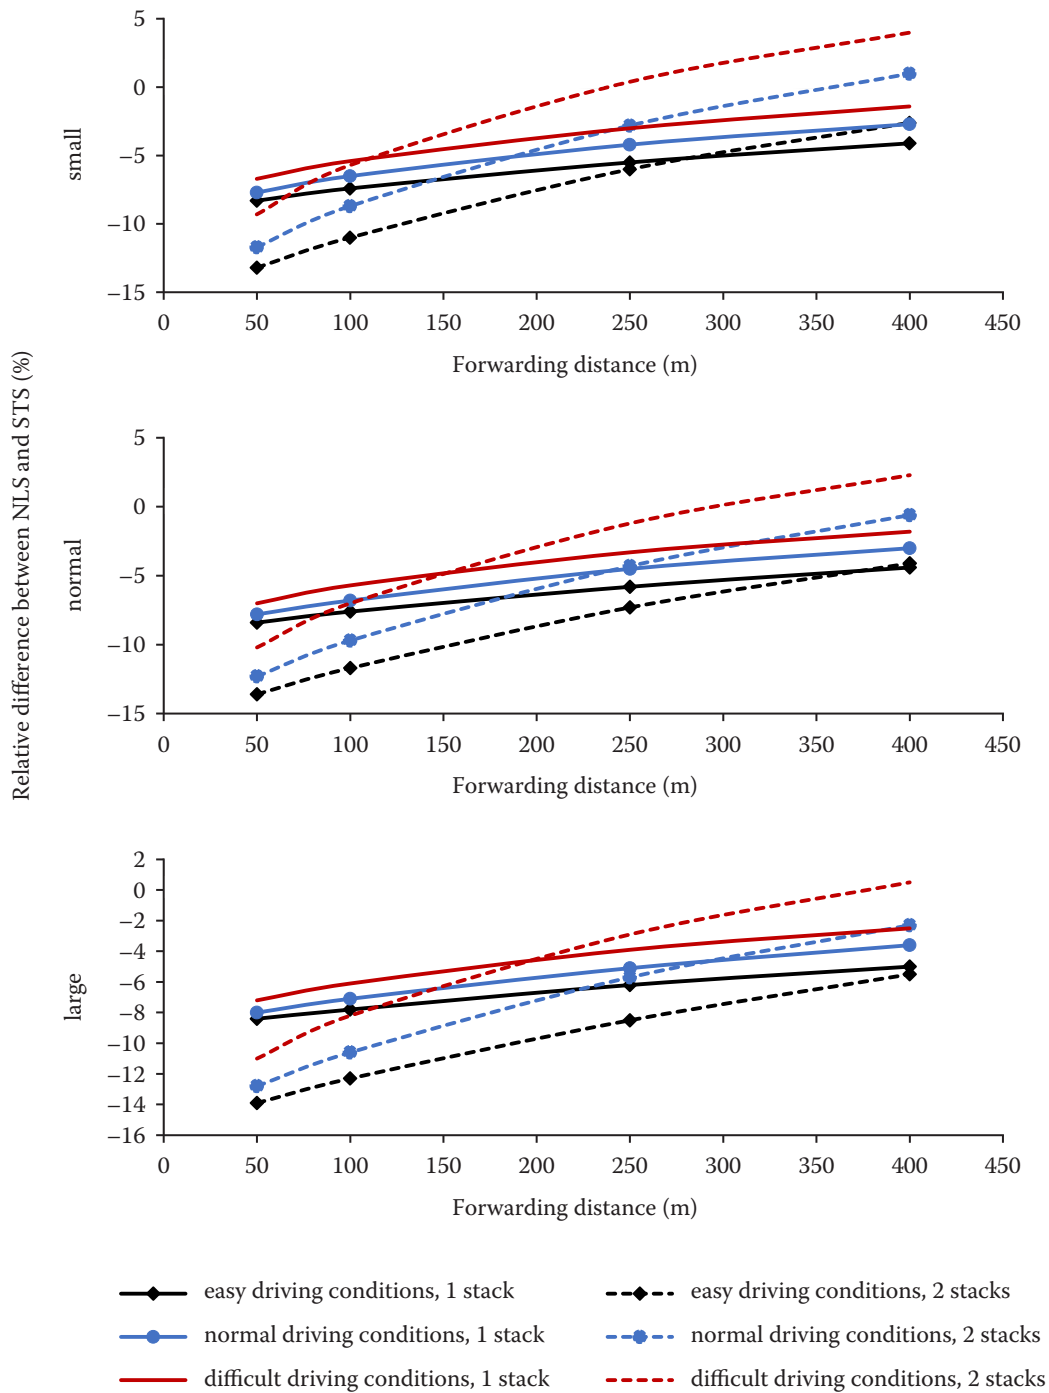 Relative difference between NLS and STS (%)
small
5
0
−5
−10
−15
0 50 100 150 200 250 300 350 400 450
Forwarding distance (m)
normal
5
0
−5
−10
−15
0 50 100 150 200 250 300 350 400 450
Forwarding distance (m)
large
2
0
−2
−4
−6
−8
−10
−12
−14
−16
0 50 100 150 200 250 300 350 400 450
Forwarding distance (m)
easy driving conditions, 1 stack
easy driving conditions, 2 stacks
normal driving conditions, 1 stack
normal driving conditions, 2 stacks
difficult driving conditions, 1 stack
difficult driving conditions, 2 stacks